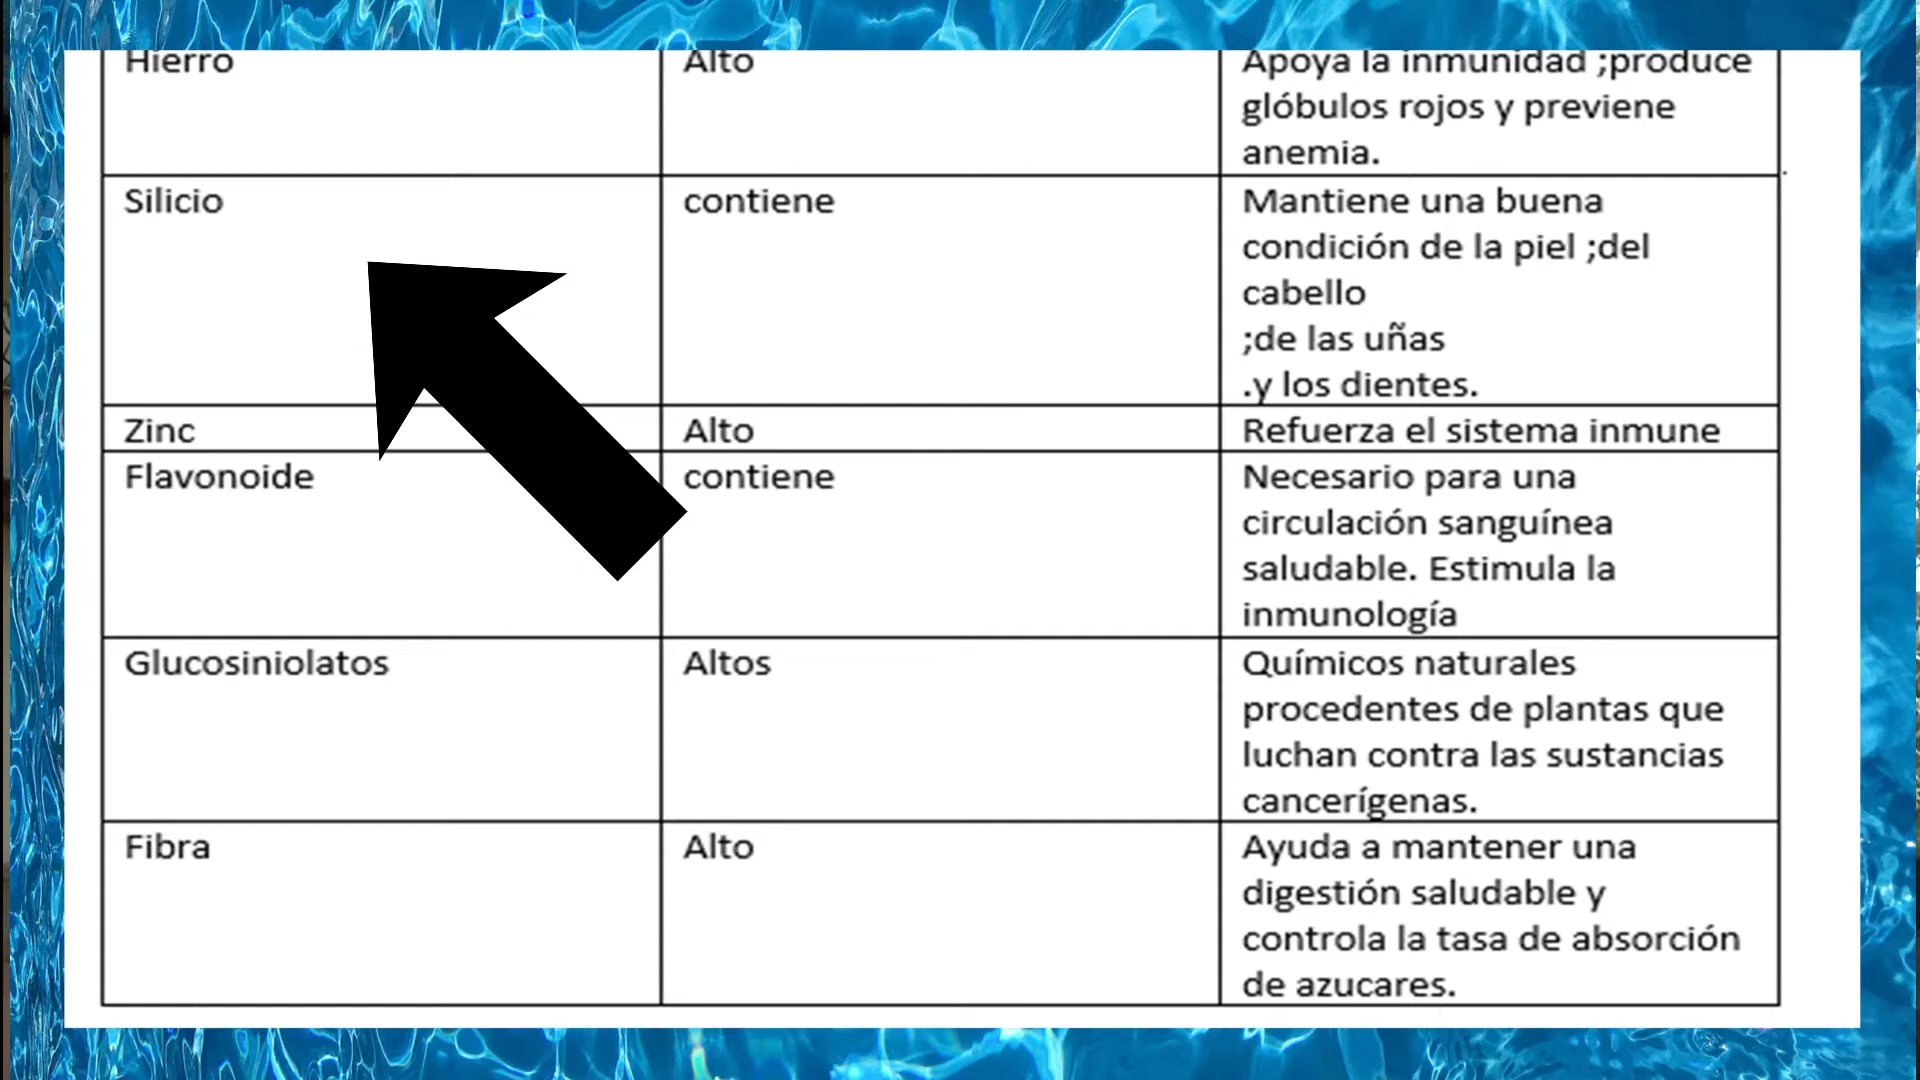 Hierro Alto Apoya la inmunidad ;produce
glóbulos rojos y previene
anemia.
Silicio contiene Mantiene una buena
condición de la piel ;del
cabello
;de las uñas
.y los dientes.
Zinc Alto Refuerza el sistema inmune
Flavonoide contiene Necesario para una
circulación sanguínea
saludable. Estimula la
inmunología
Glucosiniolatos Altos Químicos naturales
procedentes de plantas que
luchan contra las sustancias
cancerígenas.
Fibra Alto Ayuda a mantener una
digestión saludable y
controla la tasa de absorción
de azucares.